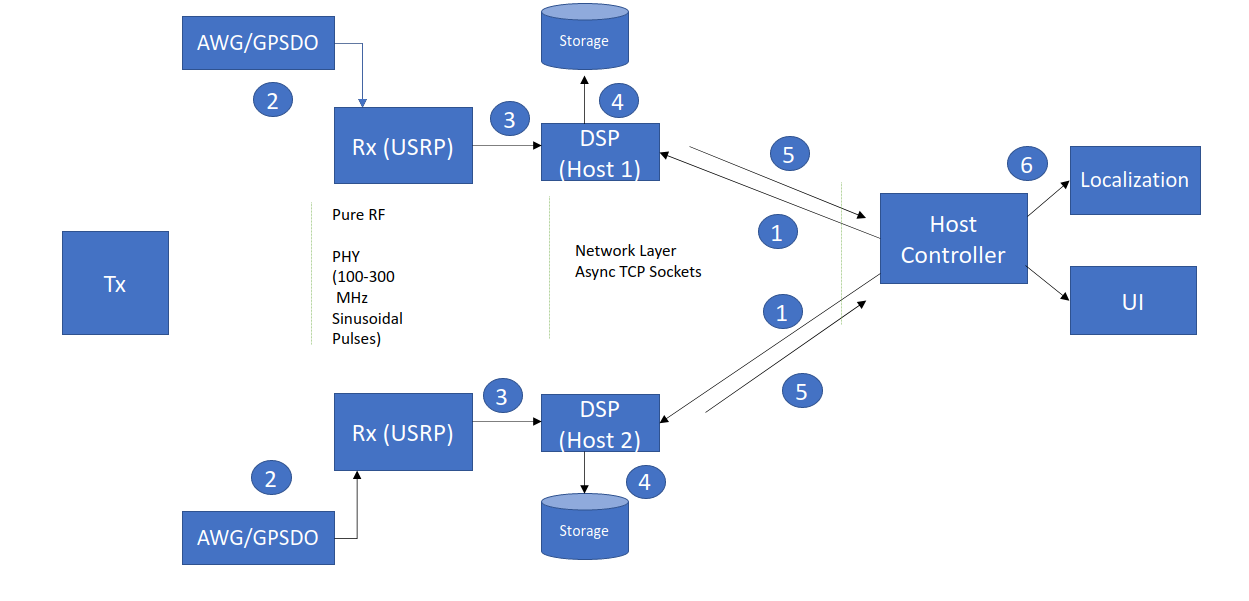 AWG/GPSDO
2
Storage
4
Rx (USRP)
3
DSP
(Host 1)
5
1
6
Localization
Host
Controller
UI
Pure RF
PHY
(100-300
MHz
Sinusoidal
Pulses)
Network Layer
Async TCP Sockets
Tx
1
5
Rx (USRP)
3
DSP
(Host 2)
4
2
AWG/GPSDO
Storage